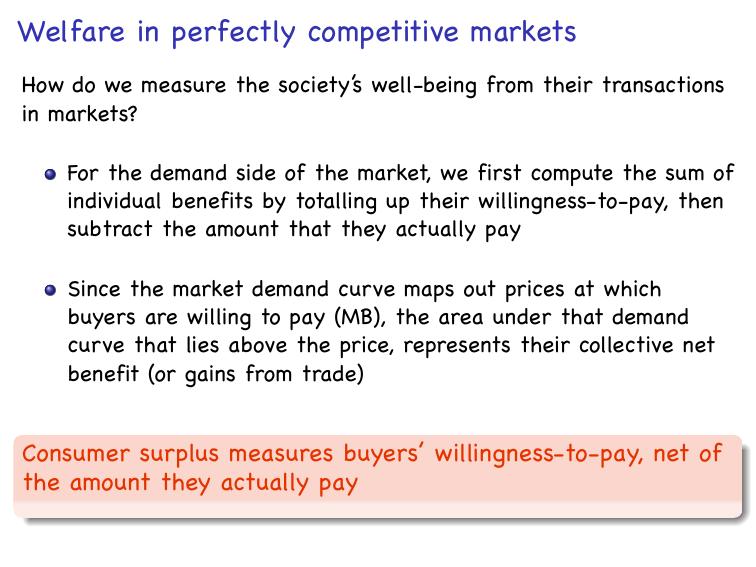 Welfare in perfectly competitive markets
How do we measure the society's well-being from their transactions
in markets?
For the demand side of the market, we first compute the sum of
individual benefits by totalling up their willingness-to-pay, then
subtract the amount that they actually pay
Since the market demand curve maps out prices at which
buyers are willing to pay (MB), the area under that demand
curve that lies above the price, represents their collective net
benefit (or gains from trade)
Consumer surplus measures buyers' willingness-to-pay, net of
the amount they actually pay